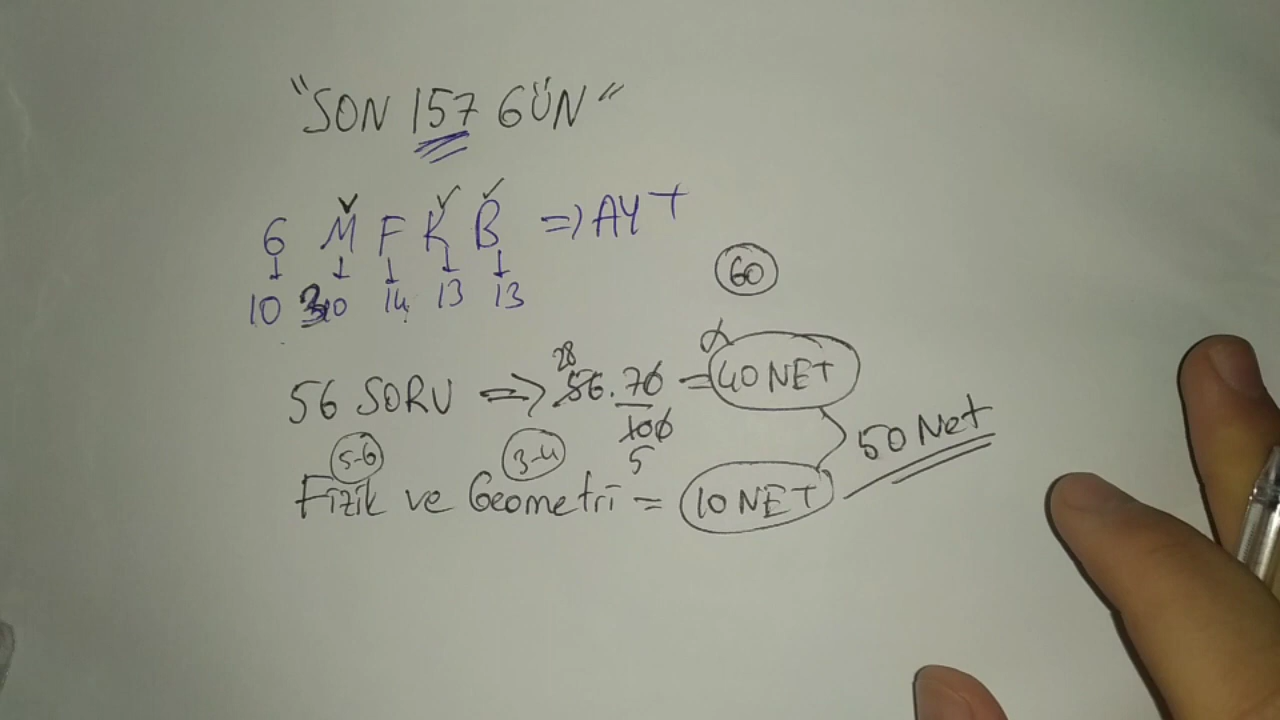 "SON 157 GÜN"
G M F K B => AYT
10 30 14 13 13
60
28
56 SORU => 56.70 = 40 NET
100
5
50 Net
5-6 3-4
Fizik ve Geometri = 10 NET